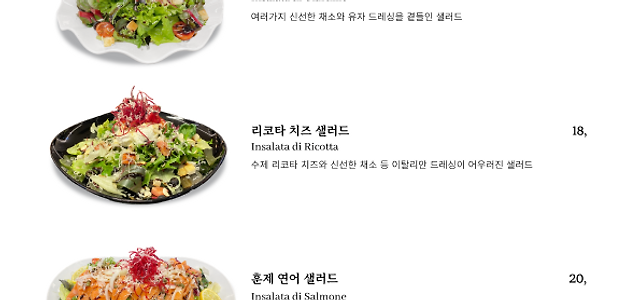 여러가지 신선한 채소와 유자 드레싱을 곁들인 샐러드
리코타 치즈 샐러드 18,
Insalata di Ricotta
수제 리코타 치즈와 신선한 채소 등 이탈리안 드레싱이 어우러진 샐러드
훈제 연어 샐러드 20,
Insalata di Salmone